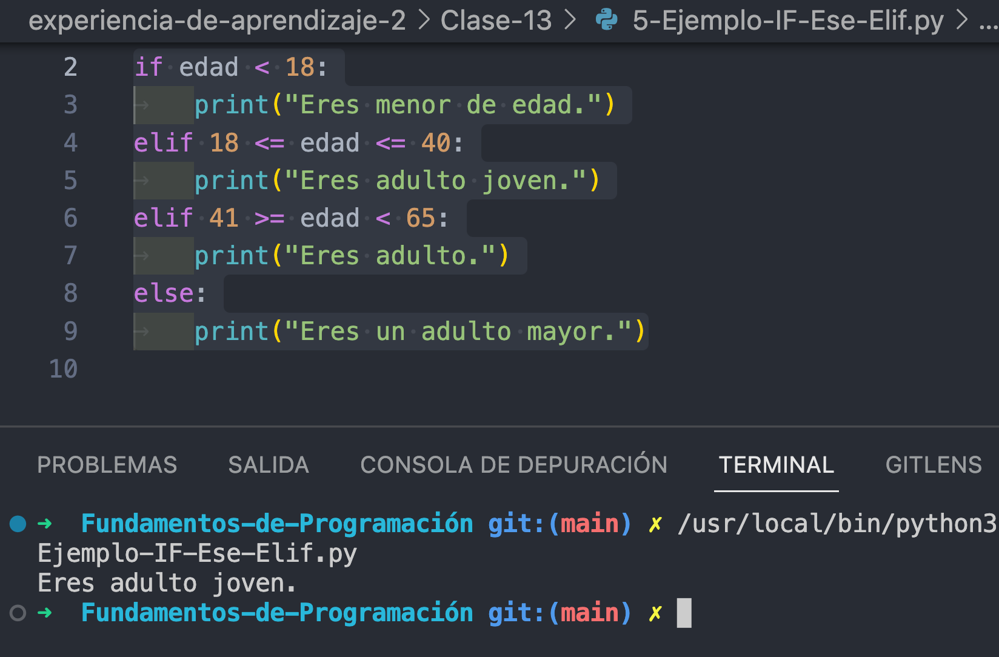 experiencia-de-aprendizaje-2 > Clase-13 > 5-Ejemplo-IF-Ese-Elif.py > ...
2 if edad < 18:
3 print("Eres menor de edad.")
4 elif 18 <= edad <= 40:
5 print("Eres adulto joven.")
6 elif 41 >= edad < 65:
7 print("Eres adulto.")
8 else:
9 print("Eres un adulto mayor.")
10
PROBLEMAS SALIDA CONSOLA DE DEPURACIÓN TERMINAL GITLENS
➜ Fundamentos-de-Programación git:(main) ✗ /usr/local/bin/python3
Ejemplo-IF-Ese-Elif.py
Eres adulto joven.
➜ Fundamentos-de-Programación git:(main) ✗